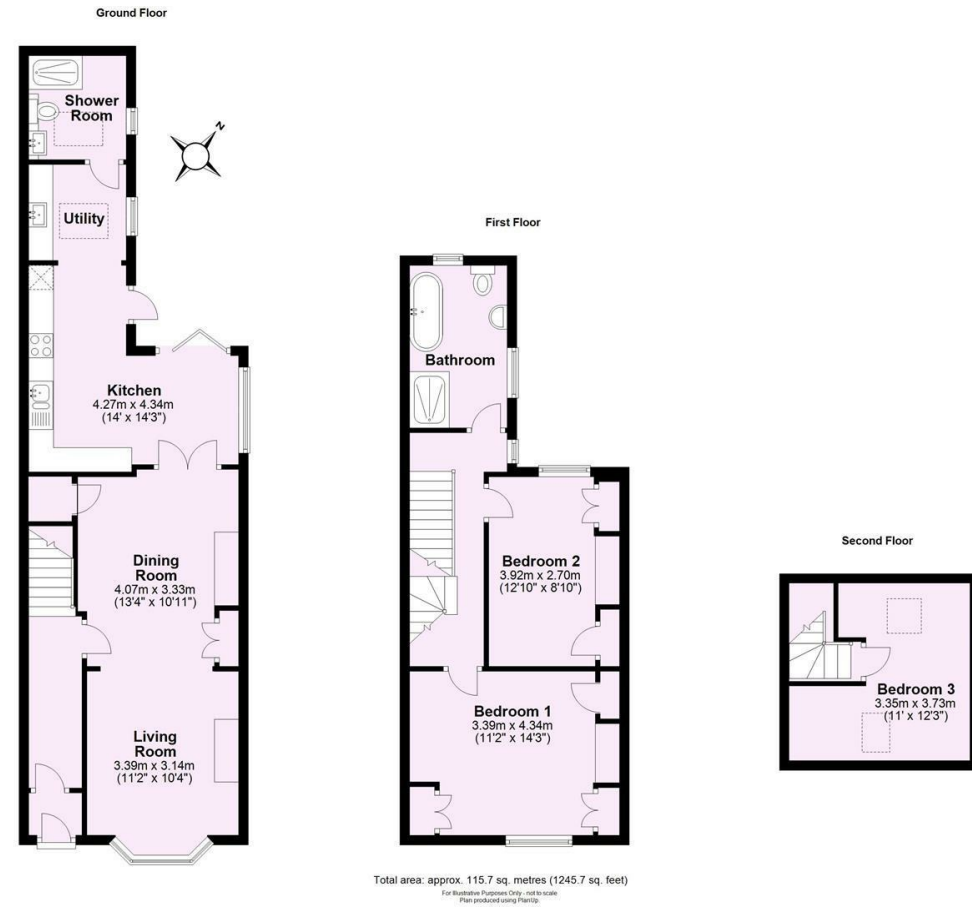 Ground Floor
Shower
Room
N
Utility
Kitchen
4.27m x 4.34m
(14' x 14'3")
Dining
Room
4.07m x 3.33m
(13'4" x 10'11")
Living
Room
3.39m x 3.14m
(11'2" x 10'4")
First Floor
Bathroom
Bedroom 2
3.92m x 2.70m
(12'10" x 8'10")
Bedroom 1
3.39m x 4.34m
(11'2" x 14'3")
Second Floor
Bedroom 3
3.35m x 3.73m
(11' x 12'3")
Total area: approx. 115.7 sq. metres (1245.7 sq. feet)
For Illustrative Purposes Only - not to scale
Plan produced using PlanUp.